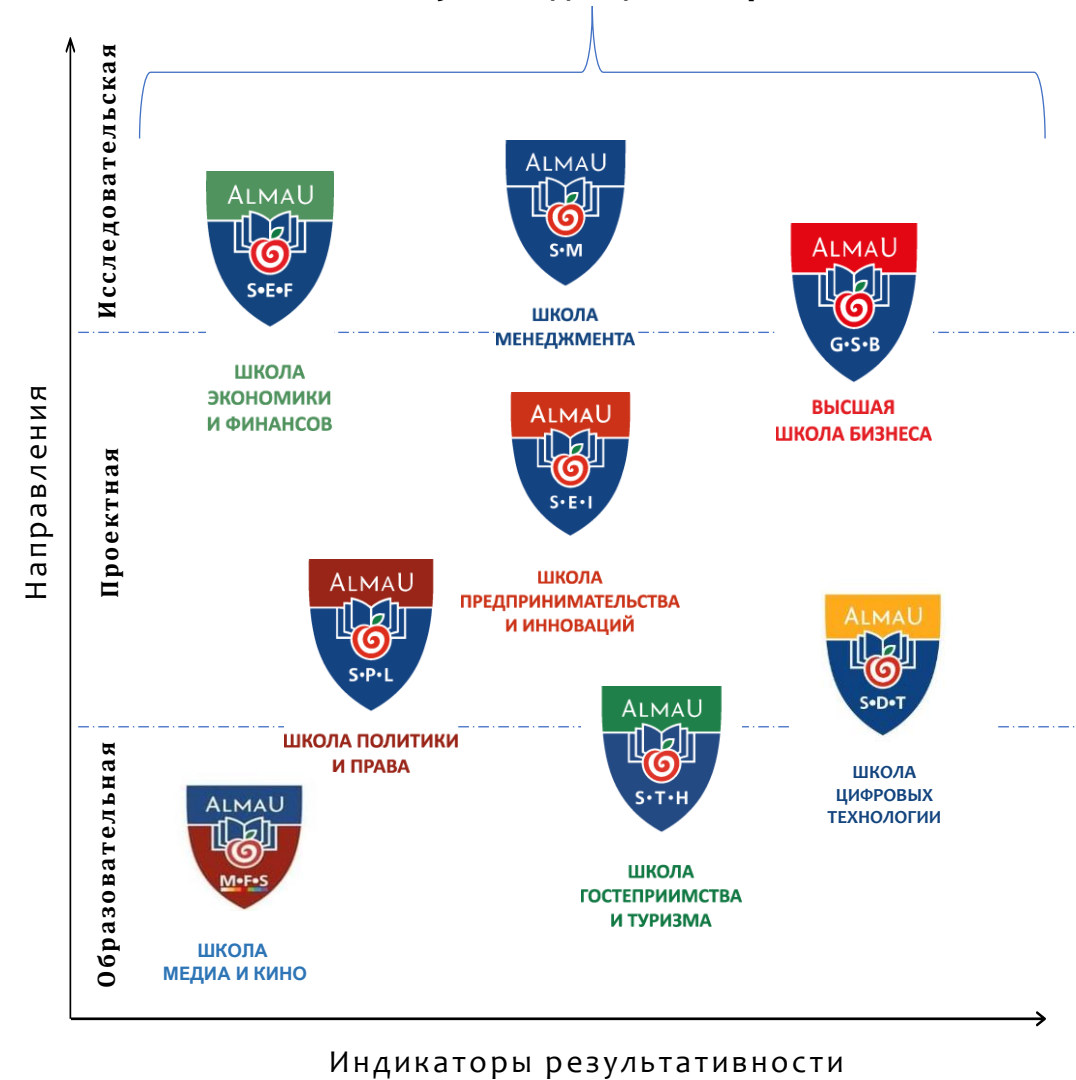 Исследовательская
ALMAU
S•E•F
ШКОЛА
ЭКОНОМИКИ
И ФИНАНСОВ
ALMAU
S•M
ШКОЛА
МЕНЕДЖМЕНТА
ALMAU
G•S•B
ВЫСШАЯ
ШКОЛА БИЗНЕСА
Направления
Проектная
ALMAU
S•E•I
ШКОЛА
ПРЕДПРИНИМАТЕЛЬСТВА
И ИННОВАЦИЙ
ALMAU
S•P•L
ШКОЛА ПОЛИТИКИ
И ПРАВА
ALMAU
S•D•T
ШКОЛА
ЦИФРОВЫХ
ТЕХНОЛОГИИ
Образовательная
ALMAU
S•T•H
ШКОЛА
ГОСТЕПРИИМСТВА
И ТУРИЗМА
ALMAU
M•F•S
ШКОЛА
МЕДИА И КИНО
Индикаторы результативности